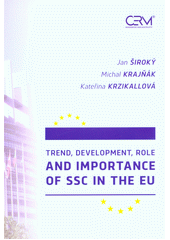 CERM
Jan ŠIROKÝ
Michal KRAJŇÁK
Kateřina KRZIKALLOVÁ
TREND, DEVELOPMENT, ROLE
AND IMPORTANCE
OF SSC IN THE EU